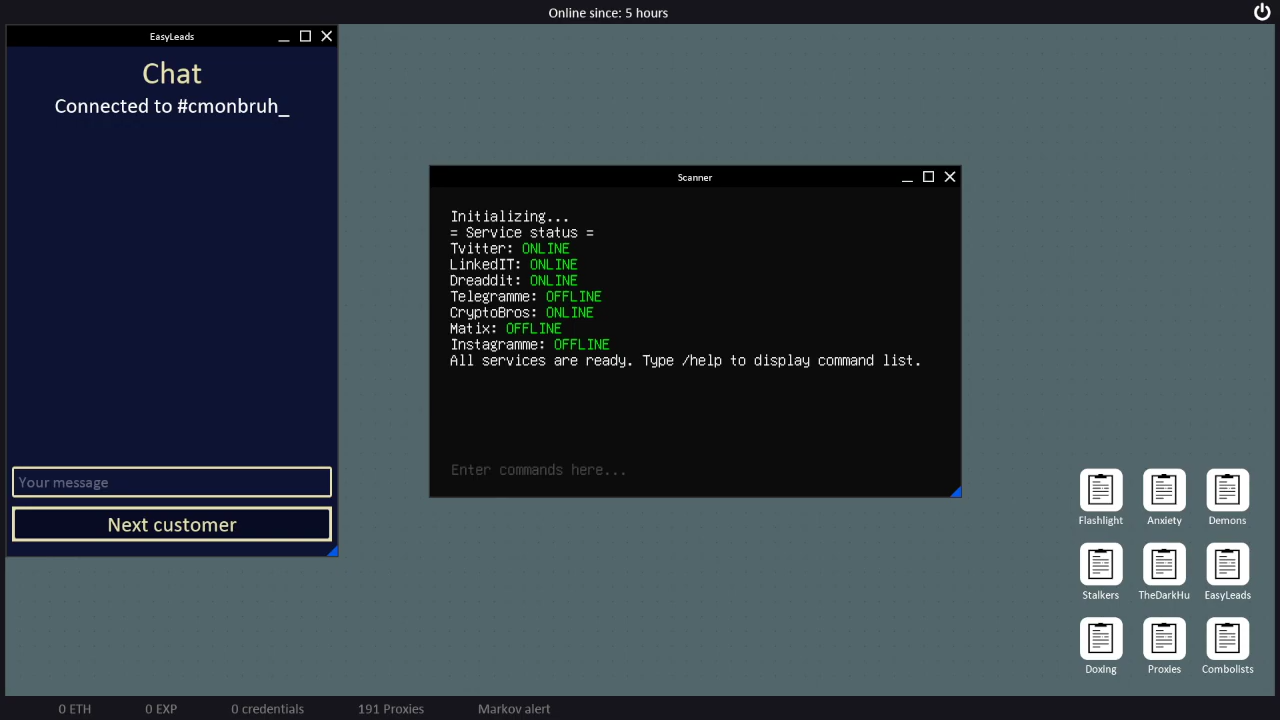 Online since: 5 hours
EasyLeads
Chat
Connected to #cmonbruh_
Your message
Next customer
Scanner
Initializing...
= Service status =
Tvitter: ONLINE
LinkedIT: ONLINE
Dreaddit: ONLINE
Telegramme: OFFLINE
CryptoBros: ONLINE
Matix: OFFLINE
Instagramme: OFFLINE
All services are ready. Type /help to display command list.
Enter commands here...
Flashlight Anxiety Demons
Stalkers TheDarkHu EasyLeads
Doxing Proxies Combolists
0 ETH 0 EXP 0 credentials 191 Proxies Markov alert